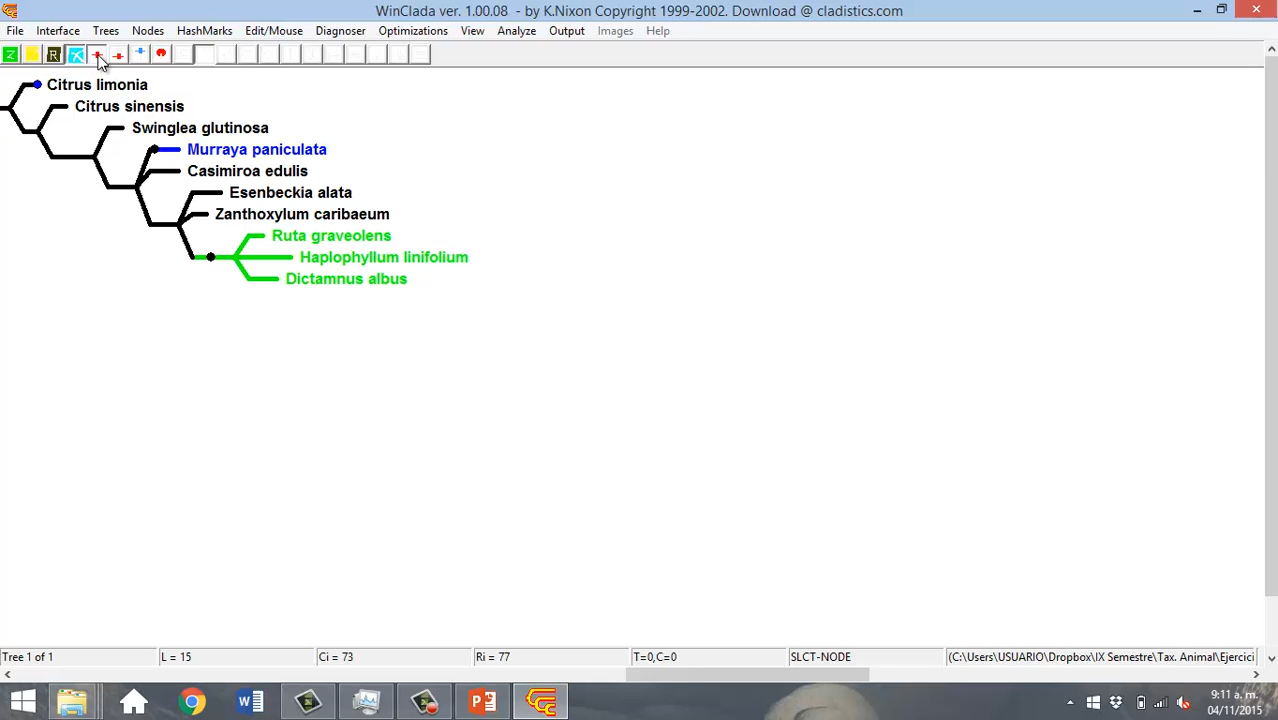 WinClada ver. 1.00.08 - by K.Nixon Copyright 1999-2002. Download @ cladistics.com
File Interface Trees Nodes HashMarks Edit/Mouse Diagnoser Optimizations View Analyze Output Images Help
Z R
Citrus limonia
Citrus sinensis
Swinglea glutinosa
Murraya paniculata
Casimiroa edulis
Esenbeckia alata
Zanthoxylum caribaeum
Ruta graveolens
Haplophyllum linifolium
Dictamnus albus
Tree 1 of 1 L = 15 Ci = 73 Ri = 77 T=0,C=0 SLCT-NODE (C:\Users\USUARIO\Dropbox\IX Semestre\Tax. Animal\Ejercici
9:11 a. m.
04/11/2015